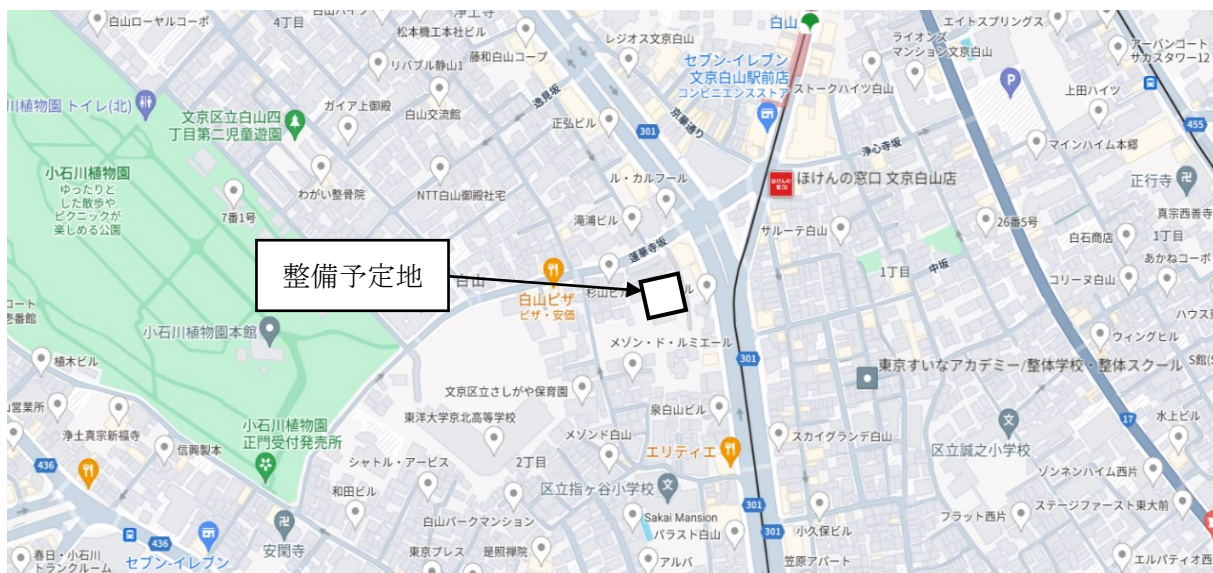 白山ローヤルコーポ
4丁目
松本機工本社ビル
浄土寺
リバブル静山1
藤和白山コープ
レジオス文京白山
白山
セブン-イレブン
文京白山駅前店
コンビニエンスストア
ライオンズ
マンション文京白山
エイトスプリングス
アーバンコート
サカスタワー12
川植物園 トイレ(北)
文京区立白山四
丁目第二児童遊園
ガイア上御殿
白山交流館
逸見坂
正弘ビル
301
京華通り
ストークハイツ白山
上田ハイツ
455
浄心寺坂
マインハイム本郷
小石川植物園
ゆったりと
した散歩や
ピクニックが
楽しめる公園
7番1号
わがい整骨院
NTT白山御殿社宅
ル・カルフール
ほけんの窓口 文京白山店
正行寺
滝浦ビル
サルーテ白山
26番5号
真宗西善寺
白石商店
1丁目
あかねコーポ
蓮華寺坂
整備予定地
白山
白山ピザ
ピザ・安価
杉山ビル
ル
1丁目
中坂
コリーヌ白山
ハウス
コート
壱番館
小石川植物園本館
メゾン・ド・ルミエール
301
ウィングヒル
植木ビル
東京すいなアカデミー/整体学校・整体スクール
S館(S
営業所
文京区立さしがや保育園
泉白山ビル
17
水上ビル
浄土真宗新福寺
信興製本
小石川植物園
正門受付発売所
東洋大学京北高等学校
メゾンド白山
スカイグランデ白山
区立誠之小学校
436
シャトル・アービス
2丁目
エリティエ
ゾンネンハイム西片
和田ビル
区立指ヶ谷小学校
301
ステージファースト東大前
436
白山パークマンション
Sakai Mansion
301
小久保ビル
フラット西片
安閑寺
パラスト白山
春日・小石川
トランクルーム
セブン-イレブン
東京プレス
是照禅院
アルバ
笠原アパート
エルパティオ西